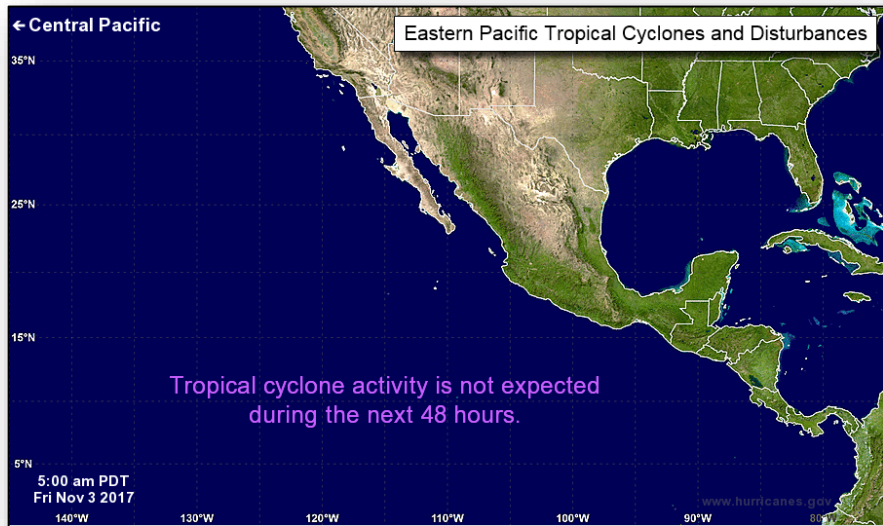 ← Central Pacific
Eastern Pacific Tropical Cyclones and Disturbances
35°N
25°N
15°N
Tropical cyclone activity is not expected
during the next 48 hours.
5°N
5:00 am PDT
Fri Nov 3 2017
www.hurricanes.gov
140°W 130°W 120°W 110°W 100°W 90°W 80°W